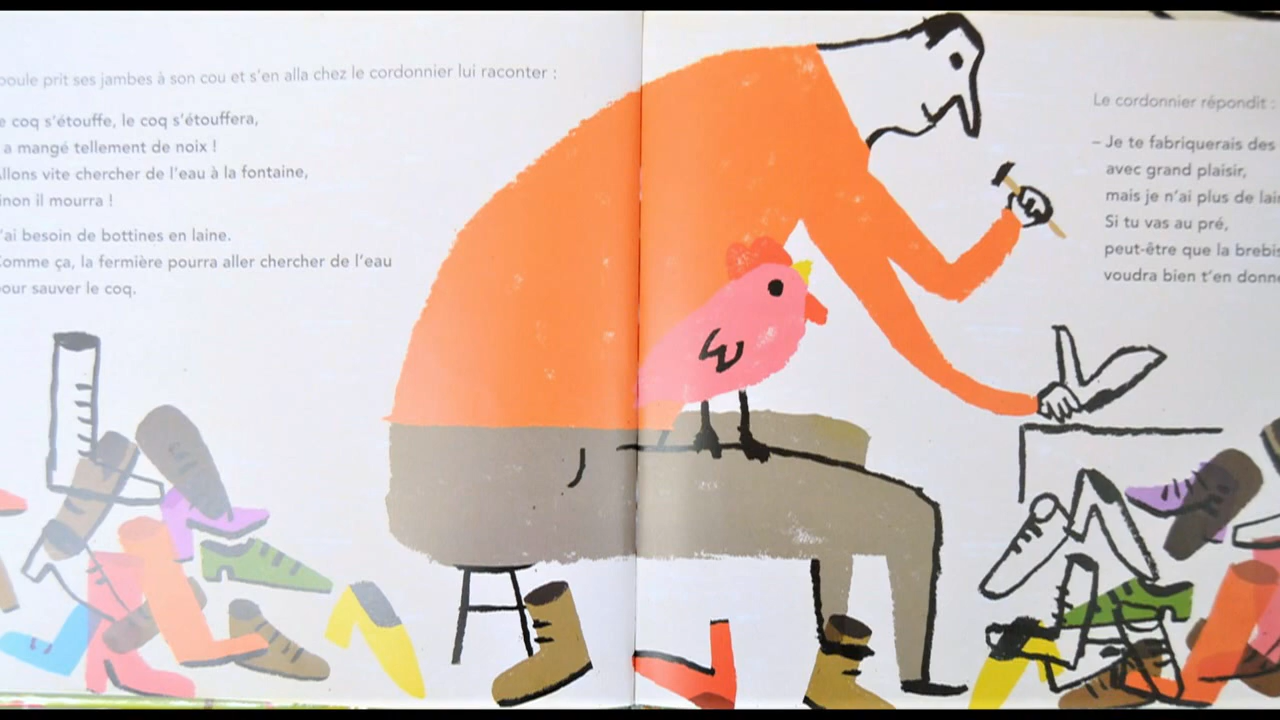 poule prit ses jambes à son cou et s'en alla chez le cordonnier lui raconter :
e coq s'étouffe, le coq s'étouffera,
a mangé tellement de noix !
llons vite chercher de l'eau à la fontaine,
inon il mourra !
'ai besoin de bottines en laine.
omme ça, la fermière pourra aller chercher de l'eau
our sauver le coq.
Le cordonnier répondit :
– Je te fabriquerais des
avec grand plaisir,
mais je n'ai plus de lai
Si tu vas au pré,
peut-être que la brebis
voudra bien t'en donne